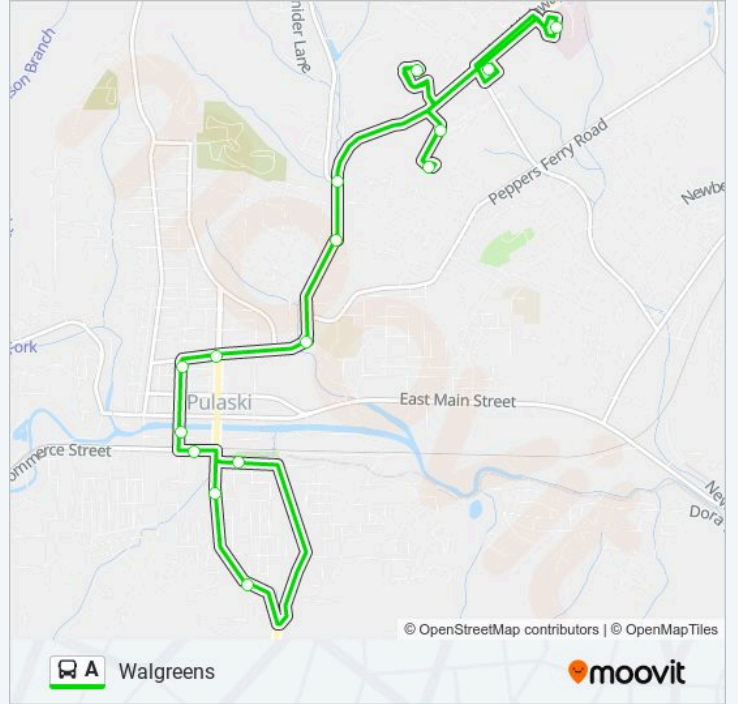 son Branch
nider Lane
Peppers Ferry Road
Newbe
ork
Pulaski
East Main Street
ommerce Street
New
Dora
© OpenStreetMap contributors | © OpenMapTiles
A Walgreens
moovit